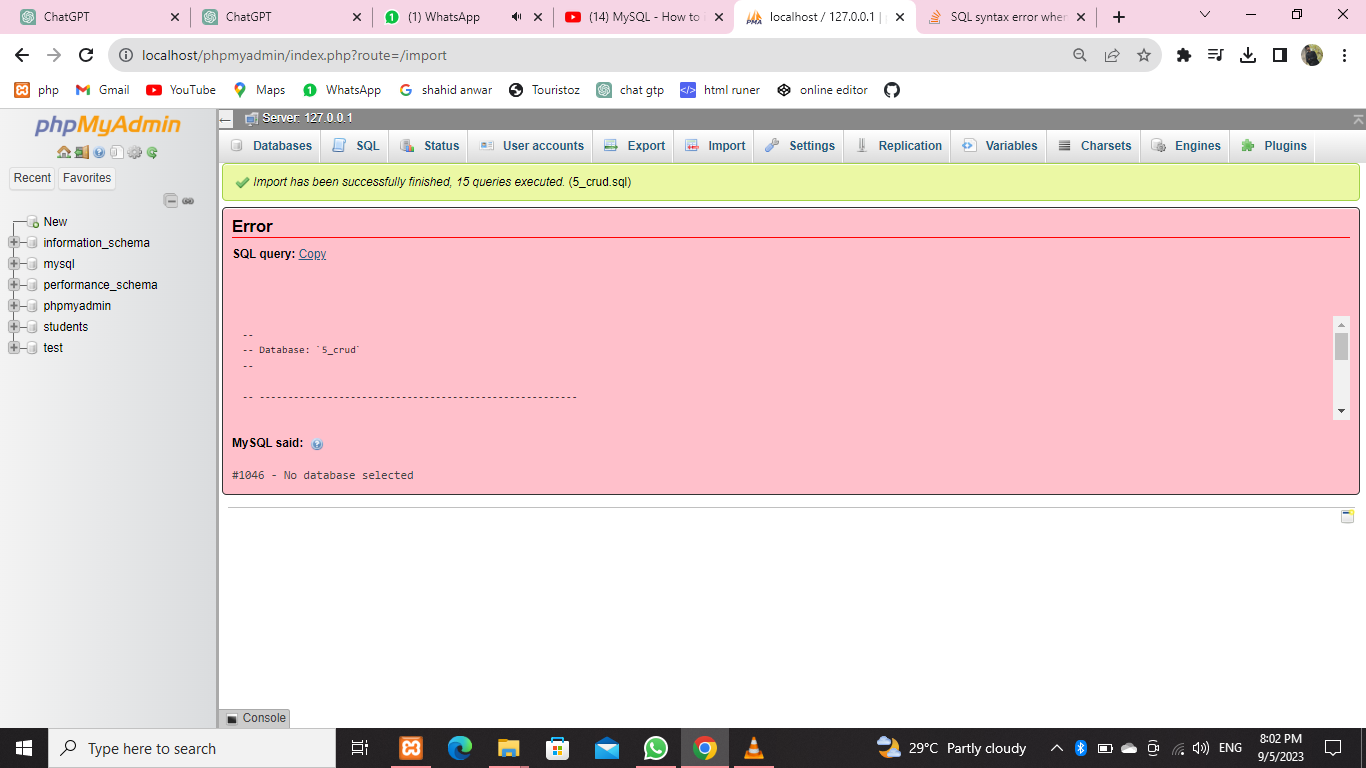 ChatGPT
ChatGPT
(1) WhatsApp
(14) MySQL - How to
localhost / 127.0.0.1 |
SQL syntax error when
localhost/phpmyadmin/index.php?route=/import
php
Gmail
YouTube
Maps
WhatsApp
shahid anwar
Touristoz
chat gtp
html runer
online editor
phpMyAdmin
Recent
Favorites
New
information_schema
mysql
performance_schema
phpmyadmin
students
test
Server: 127.0.0.1
Databases
SQL
Status
User accounts
Export
Import
Settings
Replication
Variables
Charsets
Engines
Plugins
Import has been successfully finished, 15 queries executed. (5_crud.sql)
Error
SQL query: Copy
--
-- Database: `5_crud`
--
-- --------------------------------------------------------
MySQL said:
#1046 - No database selected
Console
Type here to search
29°C Partly cloudy
ENG
8:02 PM
9/5/2023